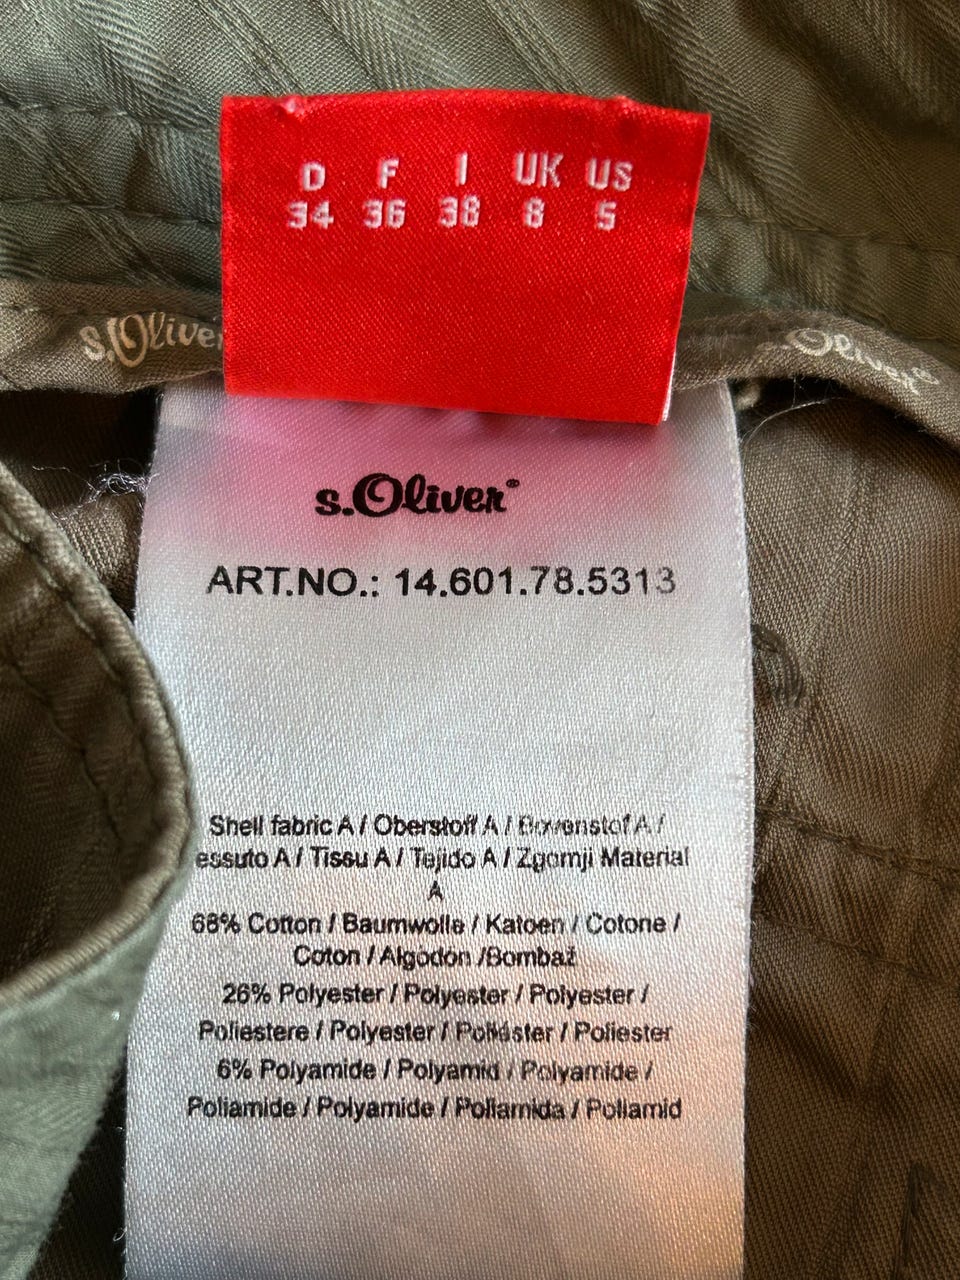 D F I UK US
34 36 38 8 5
s.Oliver
s.Oliver®
s.Oliver®
ART.NO.: 14.601.78.5313
Shell fabric A / Oberstoff A / Bovenstof A /
essuto A / Tissu A / Tejido A / Zgornji Material
A
68% Cotton / Baumwolle / Katoen / Cotone /
Coton / Algodón /Bombaž
26% Polyester / Polyester / Polyester /
Poliestere / Polyester / Poliéster / Poliester
6% Polyamide / Polyamid / Polyamide /
Poliamide / Polyamide / Poliamida / Poliamid